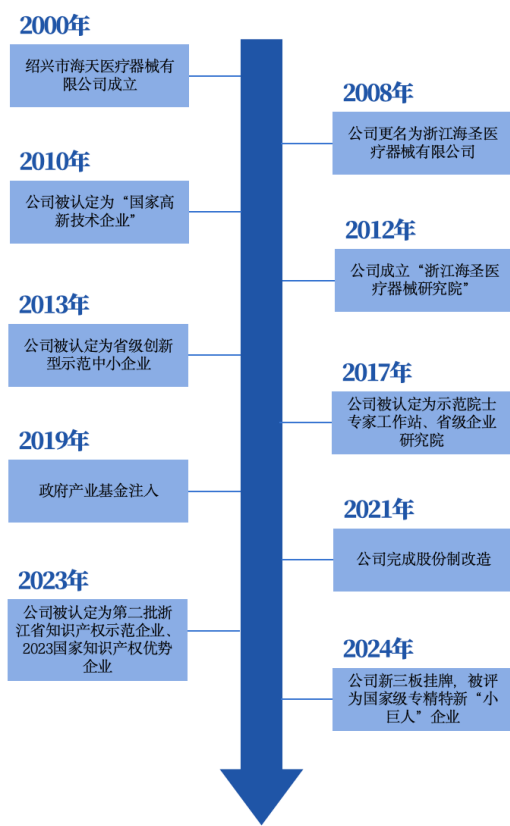 2000年
绍兴市海天医疗器械有
限公司成立
2008年
公司更名为浙江海圣医
疗器械有限公司
2010年
公司被认定为“国家高
新技术企业”
2012年
公司成立“浙江海圣医
疗器械研究院”
2013年
公司被认定为省级创新
型示范中小企业
2017年
公司被认定为示范院士
专家工作站、省级企业
研究院
2019年
政府产业基金注入
2021年
公司完成股份制改造
2023年
公司被认定为第二批浙
江省知识产权示范企业、
2023国家知识产权优势
企业
2024年
公司新三板挂牌，被评
为国家级专精特新“小
巨人”企业